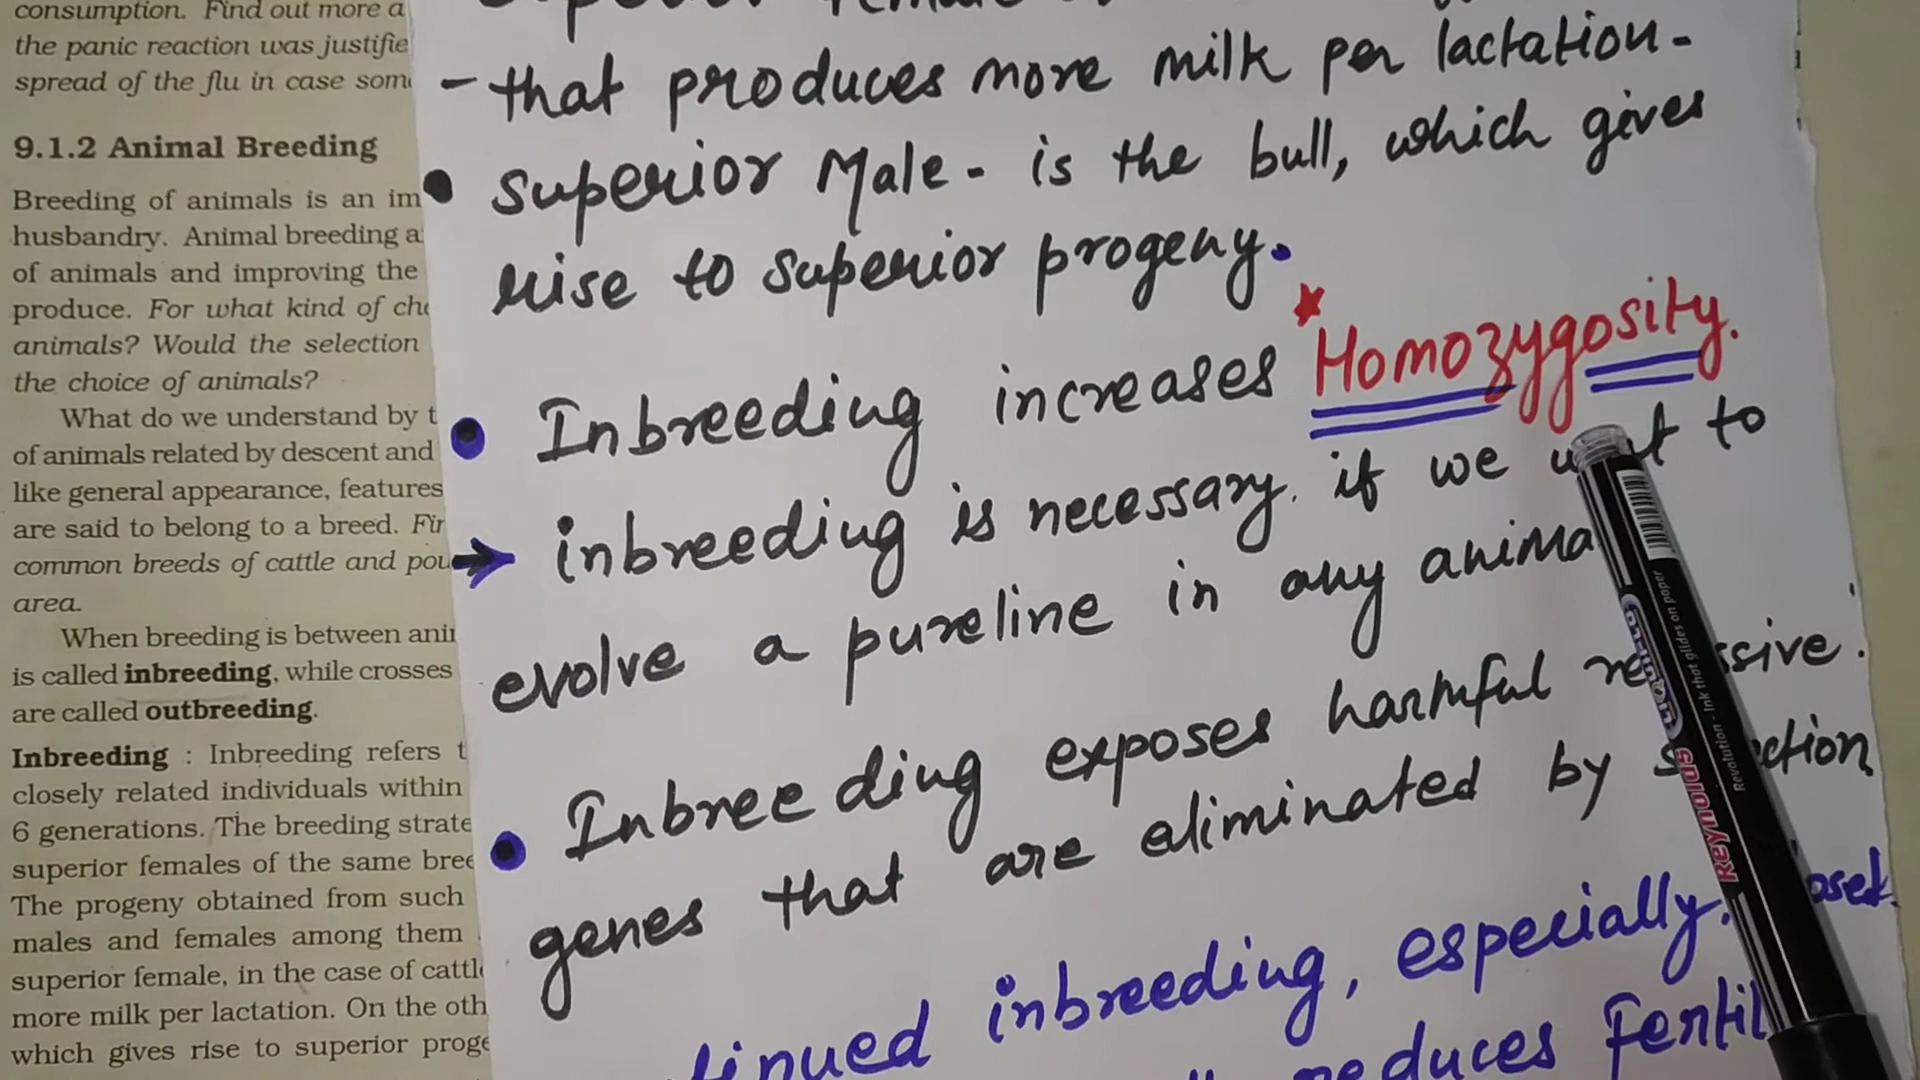 consumption. Find out more a
the panic reaction was justifie
spread of the flu in case som
9.1.2 Animal Breeding
Breeding of animals is an im
husbandry. Animal breeding a
of animals and improving the
produce. For what kind of ch
animals? Would the selection
the choice of animals?
What do we understand by t
of animals related by descent and
like general appearance, features
are said to belong to a breed. Fin
common breeds of cattle and pou
area.
When breeding is between ani
is called inbreeding, while crosses
are called outbreeding.
Inbreeding : Inbreeding refers t
closely related individuals within
6 generations. The breeding strate
superior females of the same bree
The progeny obtained from such
males and females among them
superior female, in the case of cattl
more milk per lactation. On the oth
which gives rise to superior proge
female
- that produces more milk per lactation.
• Superior Male - is the bull, which gives
rise to superior progeny.
• Inbreeding increases *Homozygosity.
→ inbreeding is necessary. if we to
evolve a pureline in any anima
• Inbreeding exposes harmful
genes that are eliminated by
tinued inbreeding, especially.
Fertil
Reynolds
Revolution - Ink that glides on paper